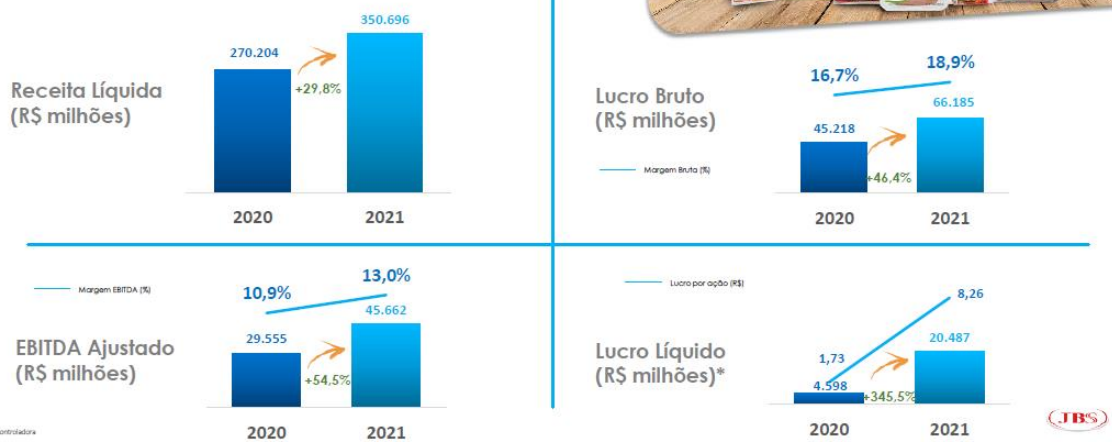 350.696
270.204
+29,8%
Receita Líquida
(R$ milhões)
2020
2021
16,7%
18,9%
66.185
45.218
+46,4%
Lucro Bruto
(R$ milhões)
Margem Bruta (%)
2020
2021
Margem EBITDA (%)
10,9%
13,0%
45.662
29.555
+54,5%
EBITDA Ajustado
(R$ milhões)
2020
2021
Lucro por ação (R$)
8,26
1,73
20.487
4.598
+345,5%
Lucro Líquido
(R$ milhões)*
2020
2021
ontroladora
JBS